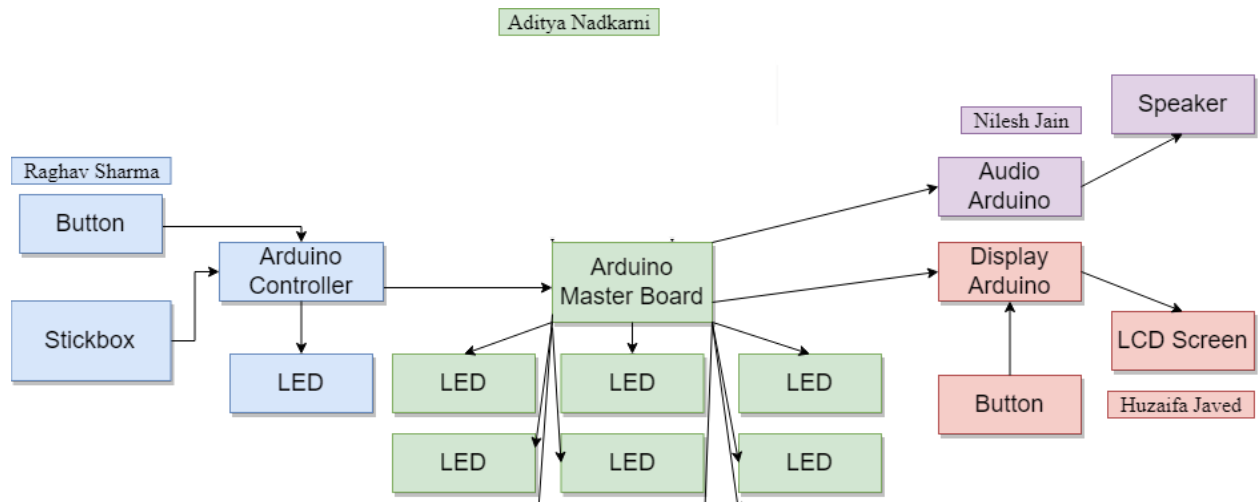 Aditya Nadkarni
Speaker
Nilesh Jain
Raghav Sharma
Audio
Arduino
Button
Arduino
Controller
Arduino
Master Board
Display
Arduino
Stickbox
LCD Screen
LED
LED
LED
LED
Button
Huzaifa Javed
LED
LED
LED